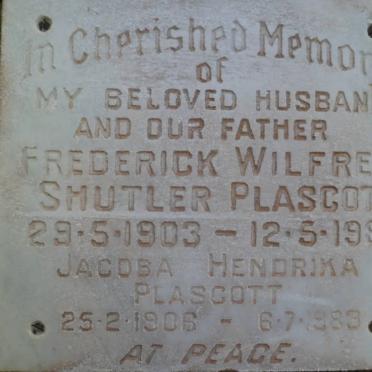 In Cherished Memor
of
MY BELOVED HUSBAN
AND OUR FATHER
FREDERICK WILFRE
SHUTLER PLASCOT
29·5·1903 — 12·5·19
JACOBA HENDRIKA
PLASCOTT
25·2·1906 - 6·7·1983
AT PEACE.